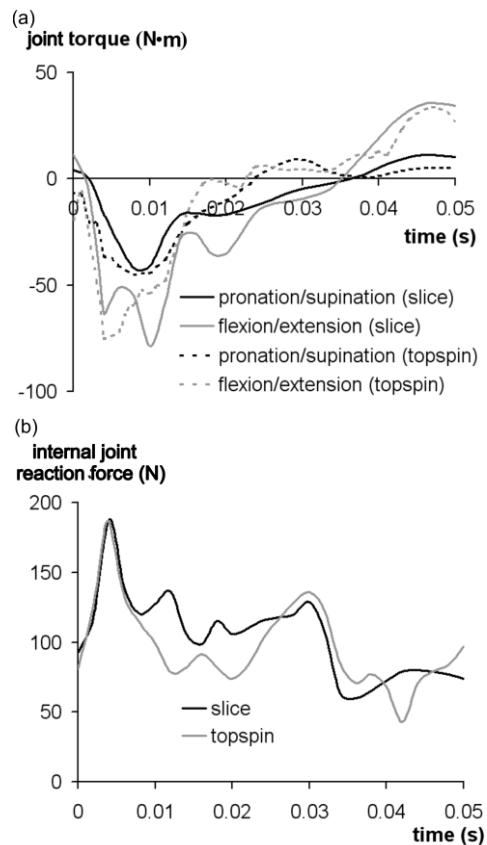 (a)
joint torque (N•m)
50
0
0 0.01 0.02 0.03 0.04 0.05
time (s)
-50
pronation/supination (slice)
flexion/extension (slice)
pronation/supination (topspin)
flexion/extension (topspin)
-100
(b)
internal joint
reaction force (N)
200
150
100
50
slice
topspin
0
0 0.01 0.02 0.03 0.04 0.05
time (s)